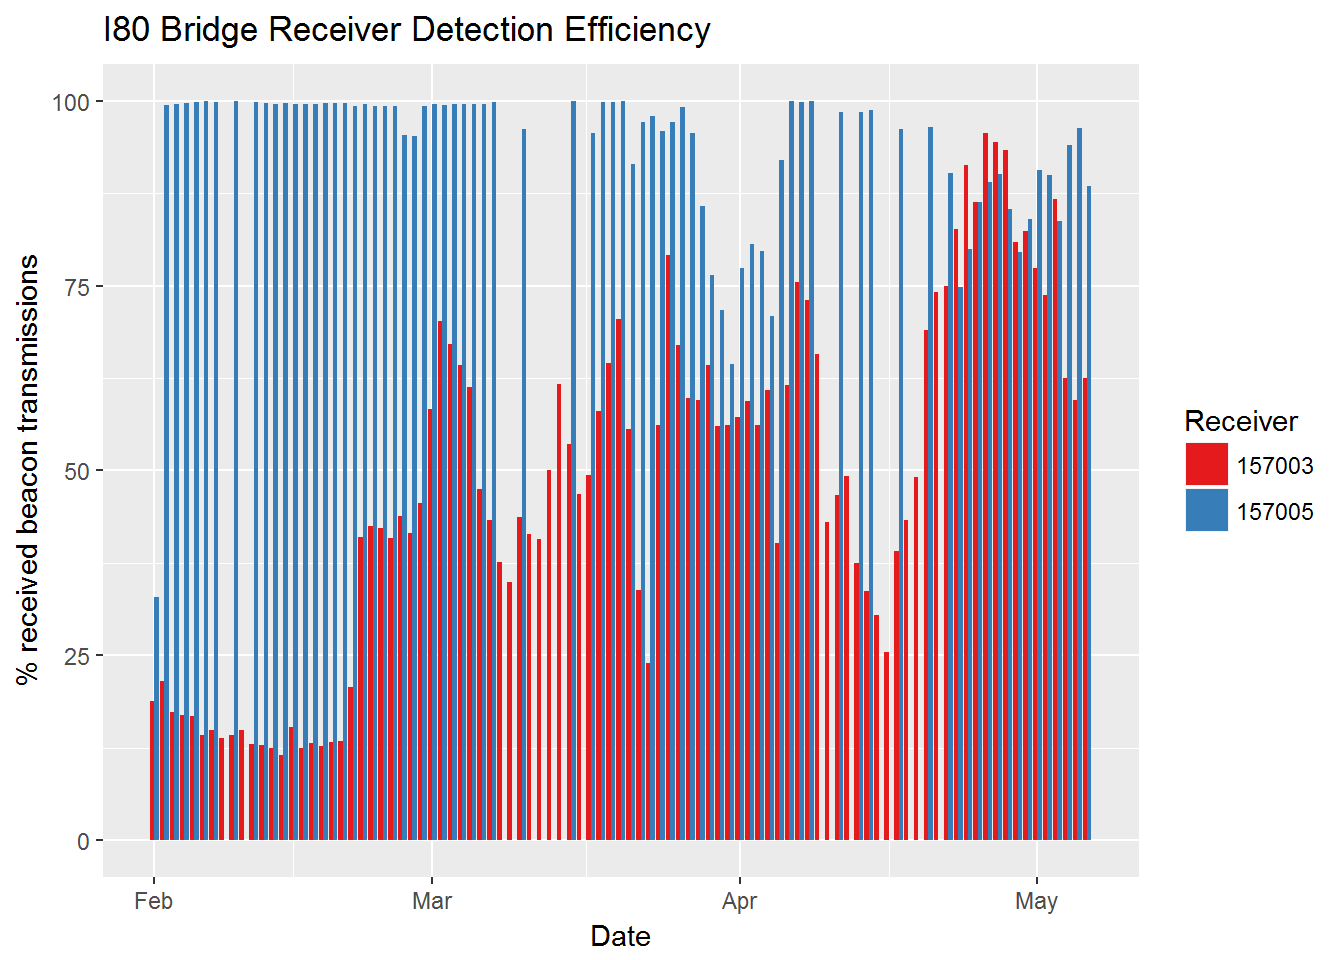 I80 Bridge Receiver Detection Efficiency
% received beacon transmissions
100
75
50
25
0
Feb
Mar
Apr
May
Date
Receiver
157003
157005